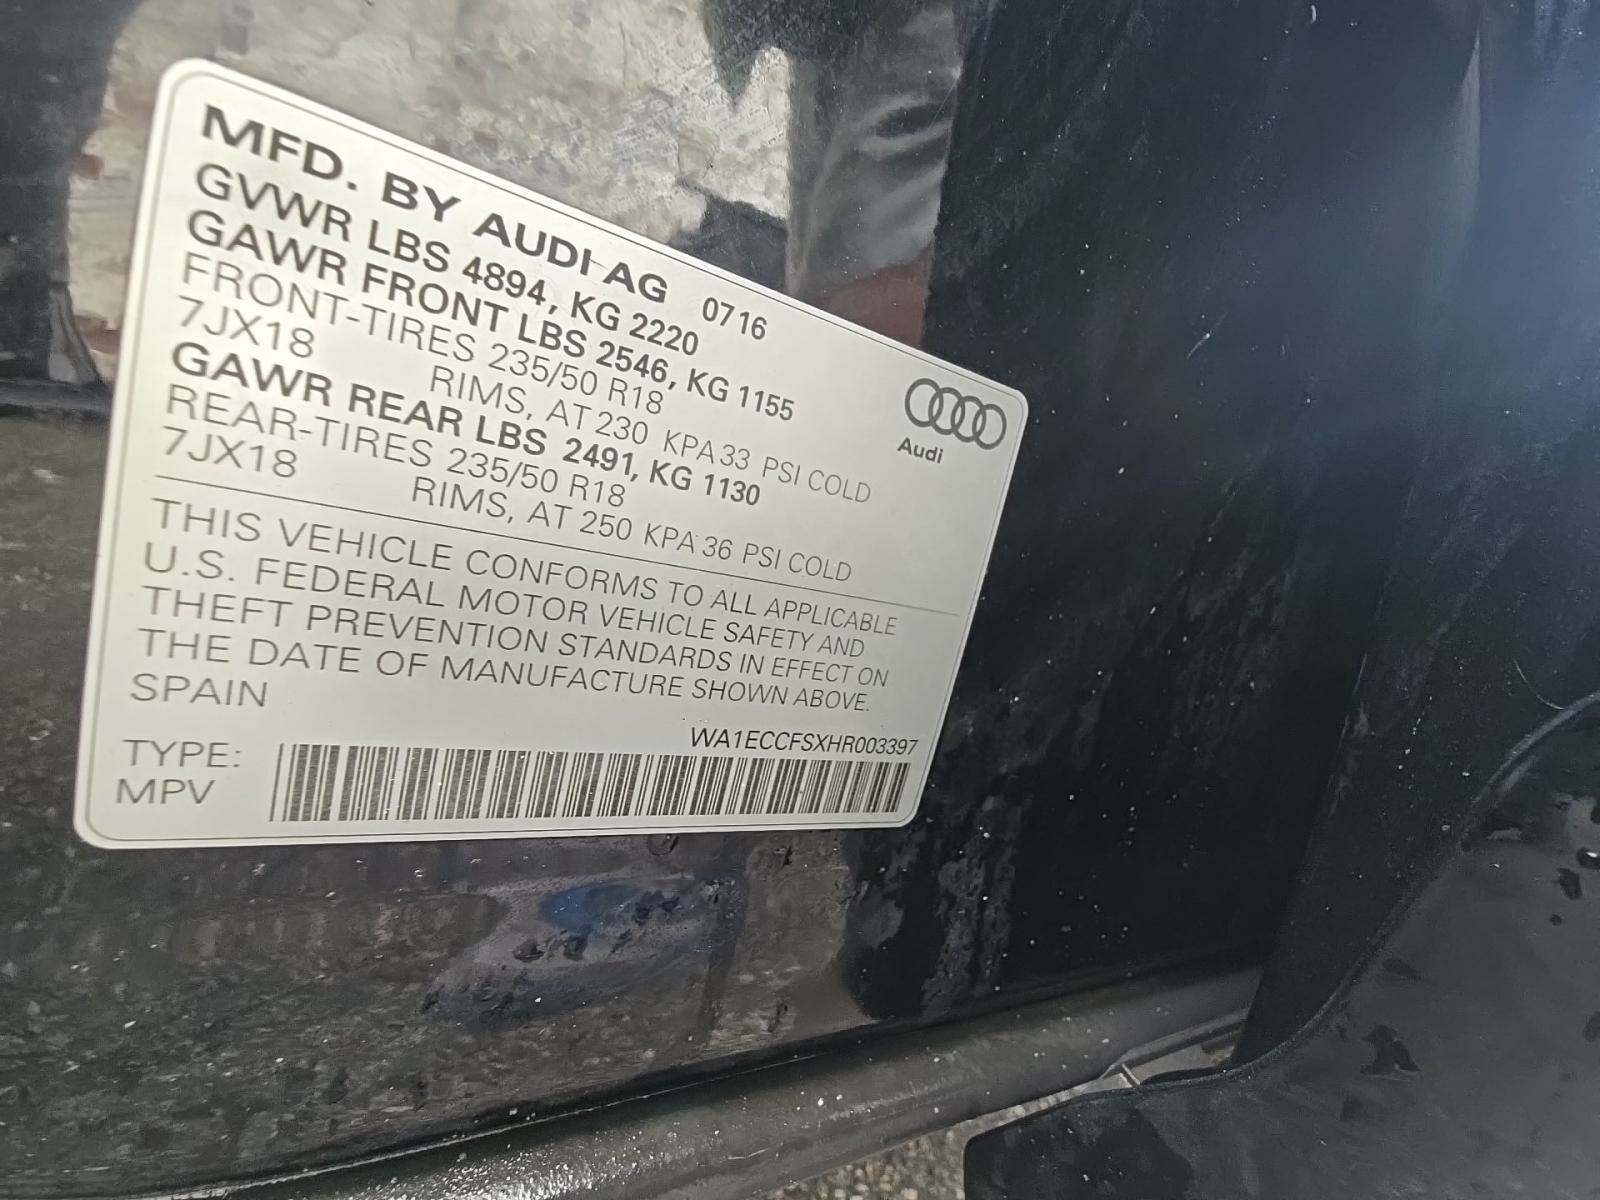 MFD. BY AUDI AG 0716
GVWR LBS 4894, KG 2220
GAWR FRONT LBS 2546, KG 1155
FRONT-TIRES 235/50 R18
7JX18 RIMS, AT 230 KPA 33 PSI COLD
GAWR REAR LBS 2491, KG 1130
REAR-TIRES 235/50 R18
7JX18 RIMS, AT 250 KPA 36 PSI COLD
Audi
THIS VEHICLE CONFORMS TO ALL APPLICABLE
U.S. FEDERAL MOTOR VEHICLE SAFETY AND
THEFT PREVENTION STANDARDS IN EFFECT ON
THE DATE OF MANUFACTURE SHOWN ABOVE.
SPAIN
WA1ECCFSXHR003397
TYPE:
MPV